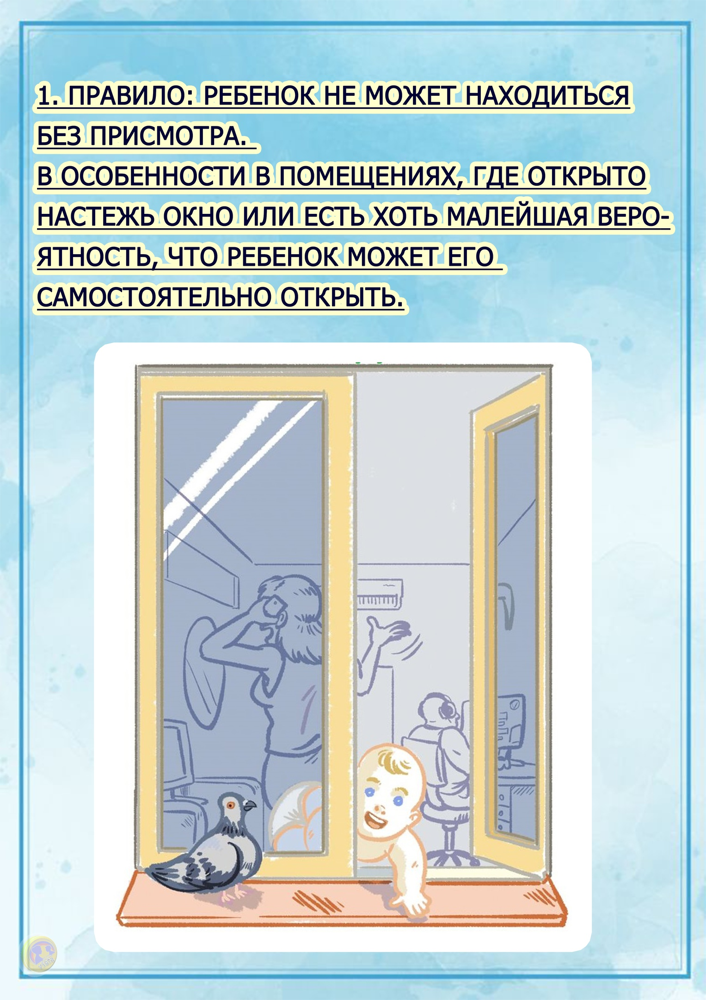 1. ПРАВИЛО: РЕБЕНОК НЕ МОЖЕТ НАХОДИТЬСЯ
БЕЗ ПРИСМОТРА.
В ОСОБЕННОСТИ В ПОМЕЩЕНИЯХ, ГДЕ ОТКРЫТО
НАСТЕЖЬ ОКНО ИЛИ ЕСТЬ ХОТЬ МАЛЕЙШАЯ ВЕРО-
ЯТНОСТЬ, ЧТО РЕБЕНОК МОЖЕТ ЕГО
САМОСТОЯТЕЛЬНО ОТКРЫТЬ.